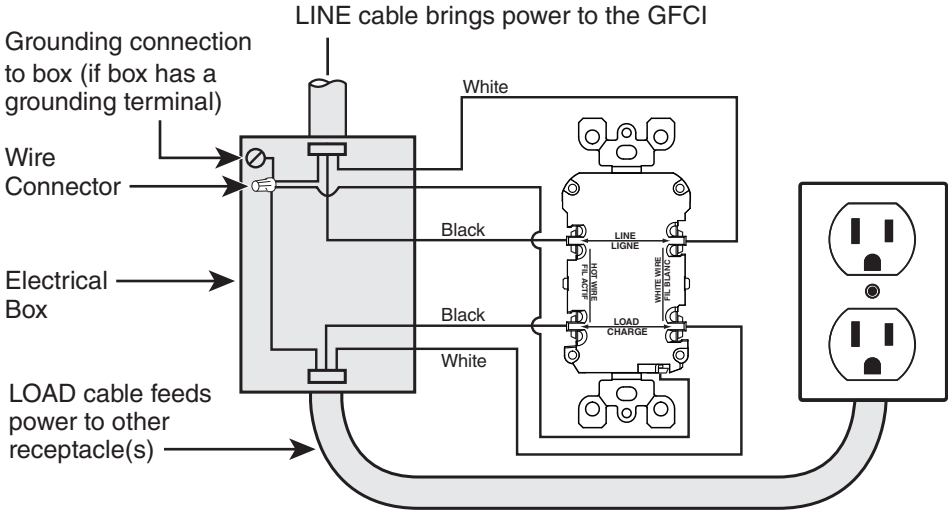 LINE cable brings power to the GFCI
Grounding connection
to box (if box has a
grounding terminal)
White
Wire
Connector
Black
LINE
LIGNE
HOT WIRE
FIL ACTIF
WHITE WIRE
FIL BLANC
Electrical
Box
Black
LOAD
CHARGE
White
LOAD cable feeds
power to other
receptacle(s)